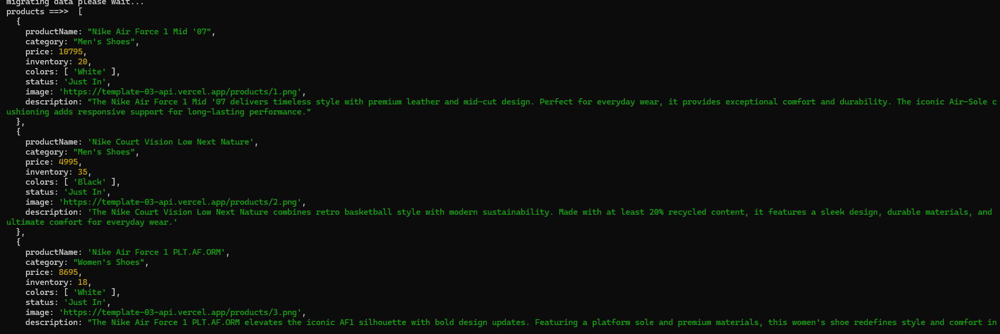 migrating data please wait...
products ==>>  [
  {
    productName: "Nike Air Force 1 Mid '07",
    category: "Men's Shoes",
    price: 10795,
    inventory: 20,
    colors: [ 'White' ],
    status: 'Just In',
    image: 'https://template-03-api.vercel.app/products/1.png',
    description: "The Nike Air Force 1 Mid '07 delivers timeless style with premium leather and mid-cut design. Perfect for everyday wear, it provides exceptional comfort and durability. The iconic Air-Sole c
ushioning adds responsive support for long-lasting performance."
  },
  {
    productName: 'Nike Court Vision Low Next Nature',
    category: "Men's Shoes",
    price: 4995,
    inventory: 35,
    colors: [ 'Black' ],
    status: 'Just In',
    image: 'https://template-03-api.vercel.app/products/2.png',
    description: 'The Nike Court Vision Low Next Nature combines retro basketball style with modern sustainability. Made with at least 20% recycled content, it features a sleek design, durable materials, and
ultimate comfort for everyday wear.'
  },
  {
    productName: 'Nike Air Force 1 PLT.AF.ORM',
    category: "Women's Shoes",
    price: 8695,
    inventory: 18,
    colors: [ 'White' ],
    status: 'Just In',
    image: 'https://template-03-api.vercel.app/products/3.png',
    description: "The Nike Air Force 1 PLT.AF.ORM elevates the iconic AF1 silhouette with bold design updates. Featuring a platform sole and premium materials, this women's shoe redefines style and comfort in